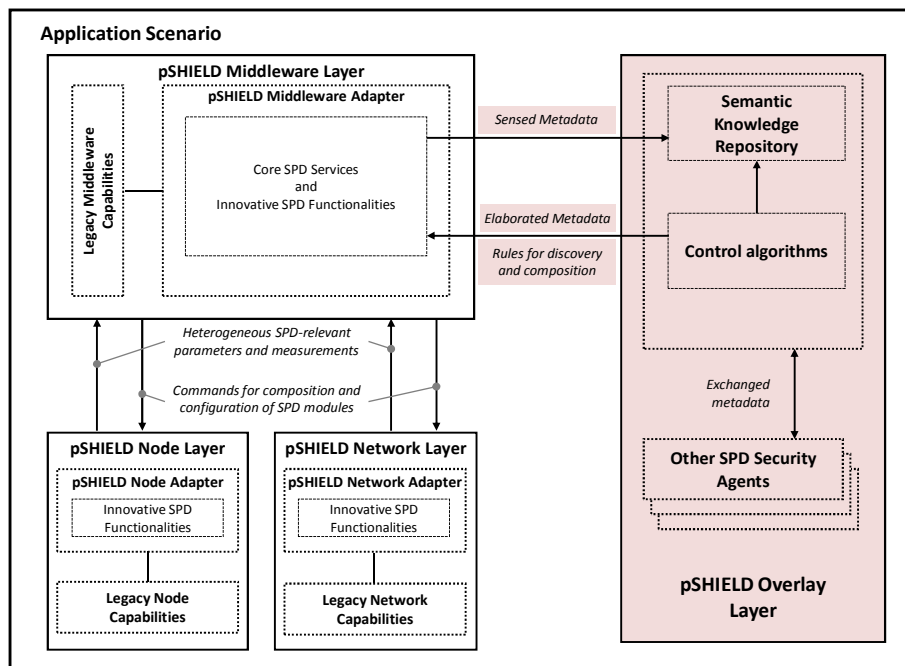 Application Scenario
pSHIELD Middleware Layer
pSHIELD Middleware Adapter
Legacy Middleware
Capabilities
Core SPD Services
and
Innovative SPD Functionalities
Sensed Metadata
Elaborated Metadata
Rules for discovery
and composition
Semantic
Knowledge
Repository
Control algorithms
Heterogeneous SPD-relevant
parameters and measurements
Commands for composition and
configuration of SPD modules
Exchanged
metadata
pSHIELD Node Layer
pSHIELD Node Adapter
Innovative SPD
Functionalities
Legacy Node
Capabilities
pSHIELD Network Layer
pSHIELD Network Adapter
Innovative SPD
Functionalities
Legacy Network
Capabilities
Other SPD Security
Agents
pSHIELD Overlay
Layer